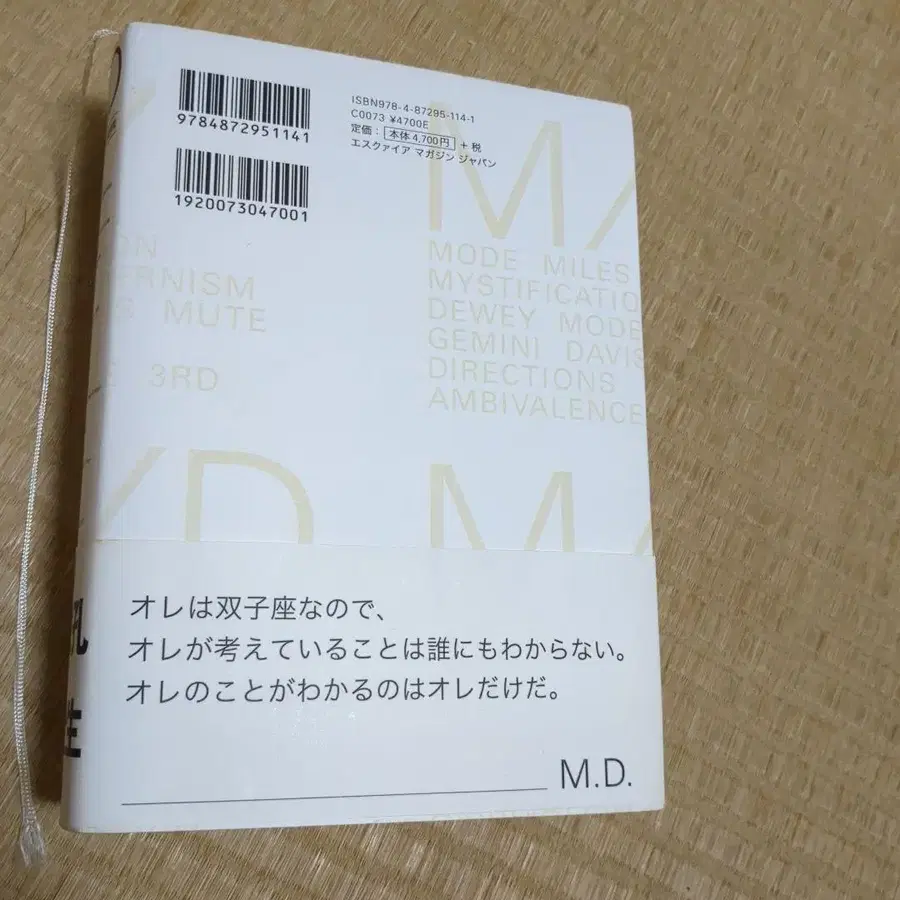 9784872951141
1920073047001
ISBN978-4-87295-114-1
C0073 ¥4700E
定価：本体4,700円＋税
エスクァイア マガジン ジャパン
MODE MILES
MYSTIFICATIO
DEWEY MODE
GEMINI DAVIS
DIRECTIONS
AMBIVALENCE
ON
ERNISM
S MUTE
3RD
D
M
オレは双子座なので、
オレが考えていることは誰にもわからない。
オレのことがわかるのはオレだけだ。
M.D.